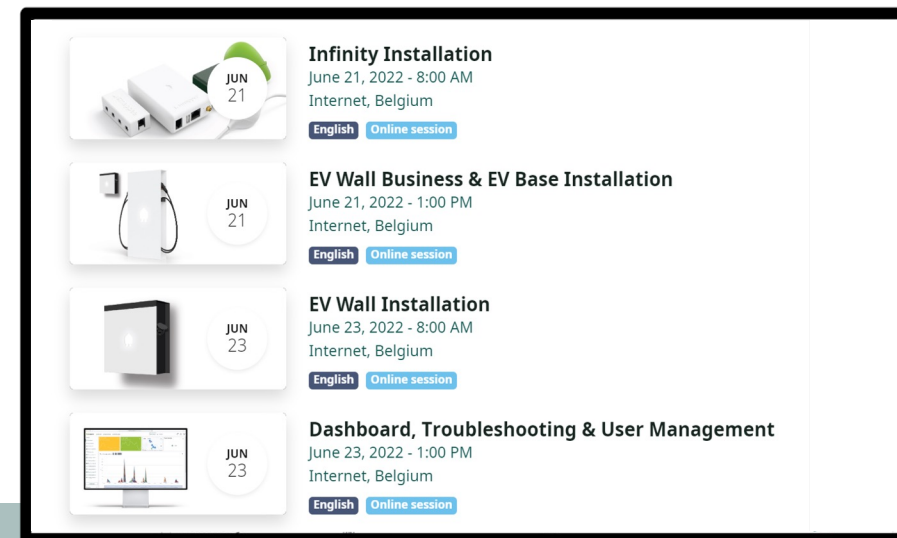 JUN
21
Infinity Installation
June 21, 2022 - 8:00 AM
Internet, Belgium
English Online session
JUN
21
EV Wall Business & EV Base Installation
June 21, 2022 - 1:00 PM
Internet, Belgium
English Online session
JUN
23
EV Wall Installation
June 23, 2022 - 8:00 AM
Internet, Belgium
English Online session
JUN
23
Dashboard, Troubleshooting & User Management
June 23, 2022 - 1:00 PM
Internet, Belgium
English Online session